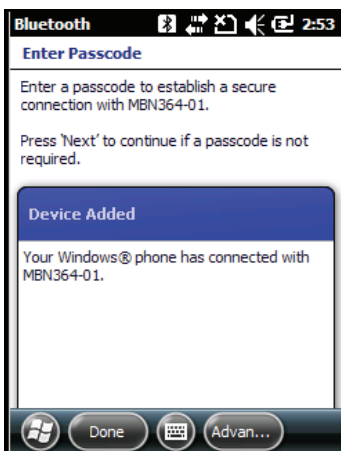 Bluetooth 2:53
Enter Passcode
Enter a passcode to establish a secure
connection with MBN364-01.
Press 'Next' to continue if a passcode is not
required.
Device Added
Your Windows® phone has connected with
MBN364-01.
Done Advan...